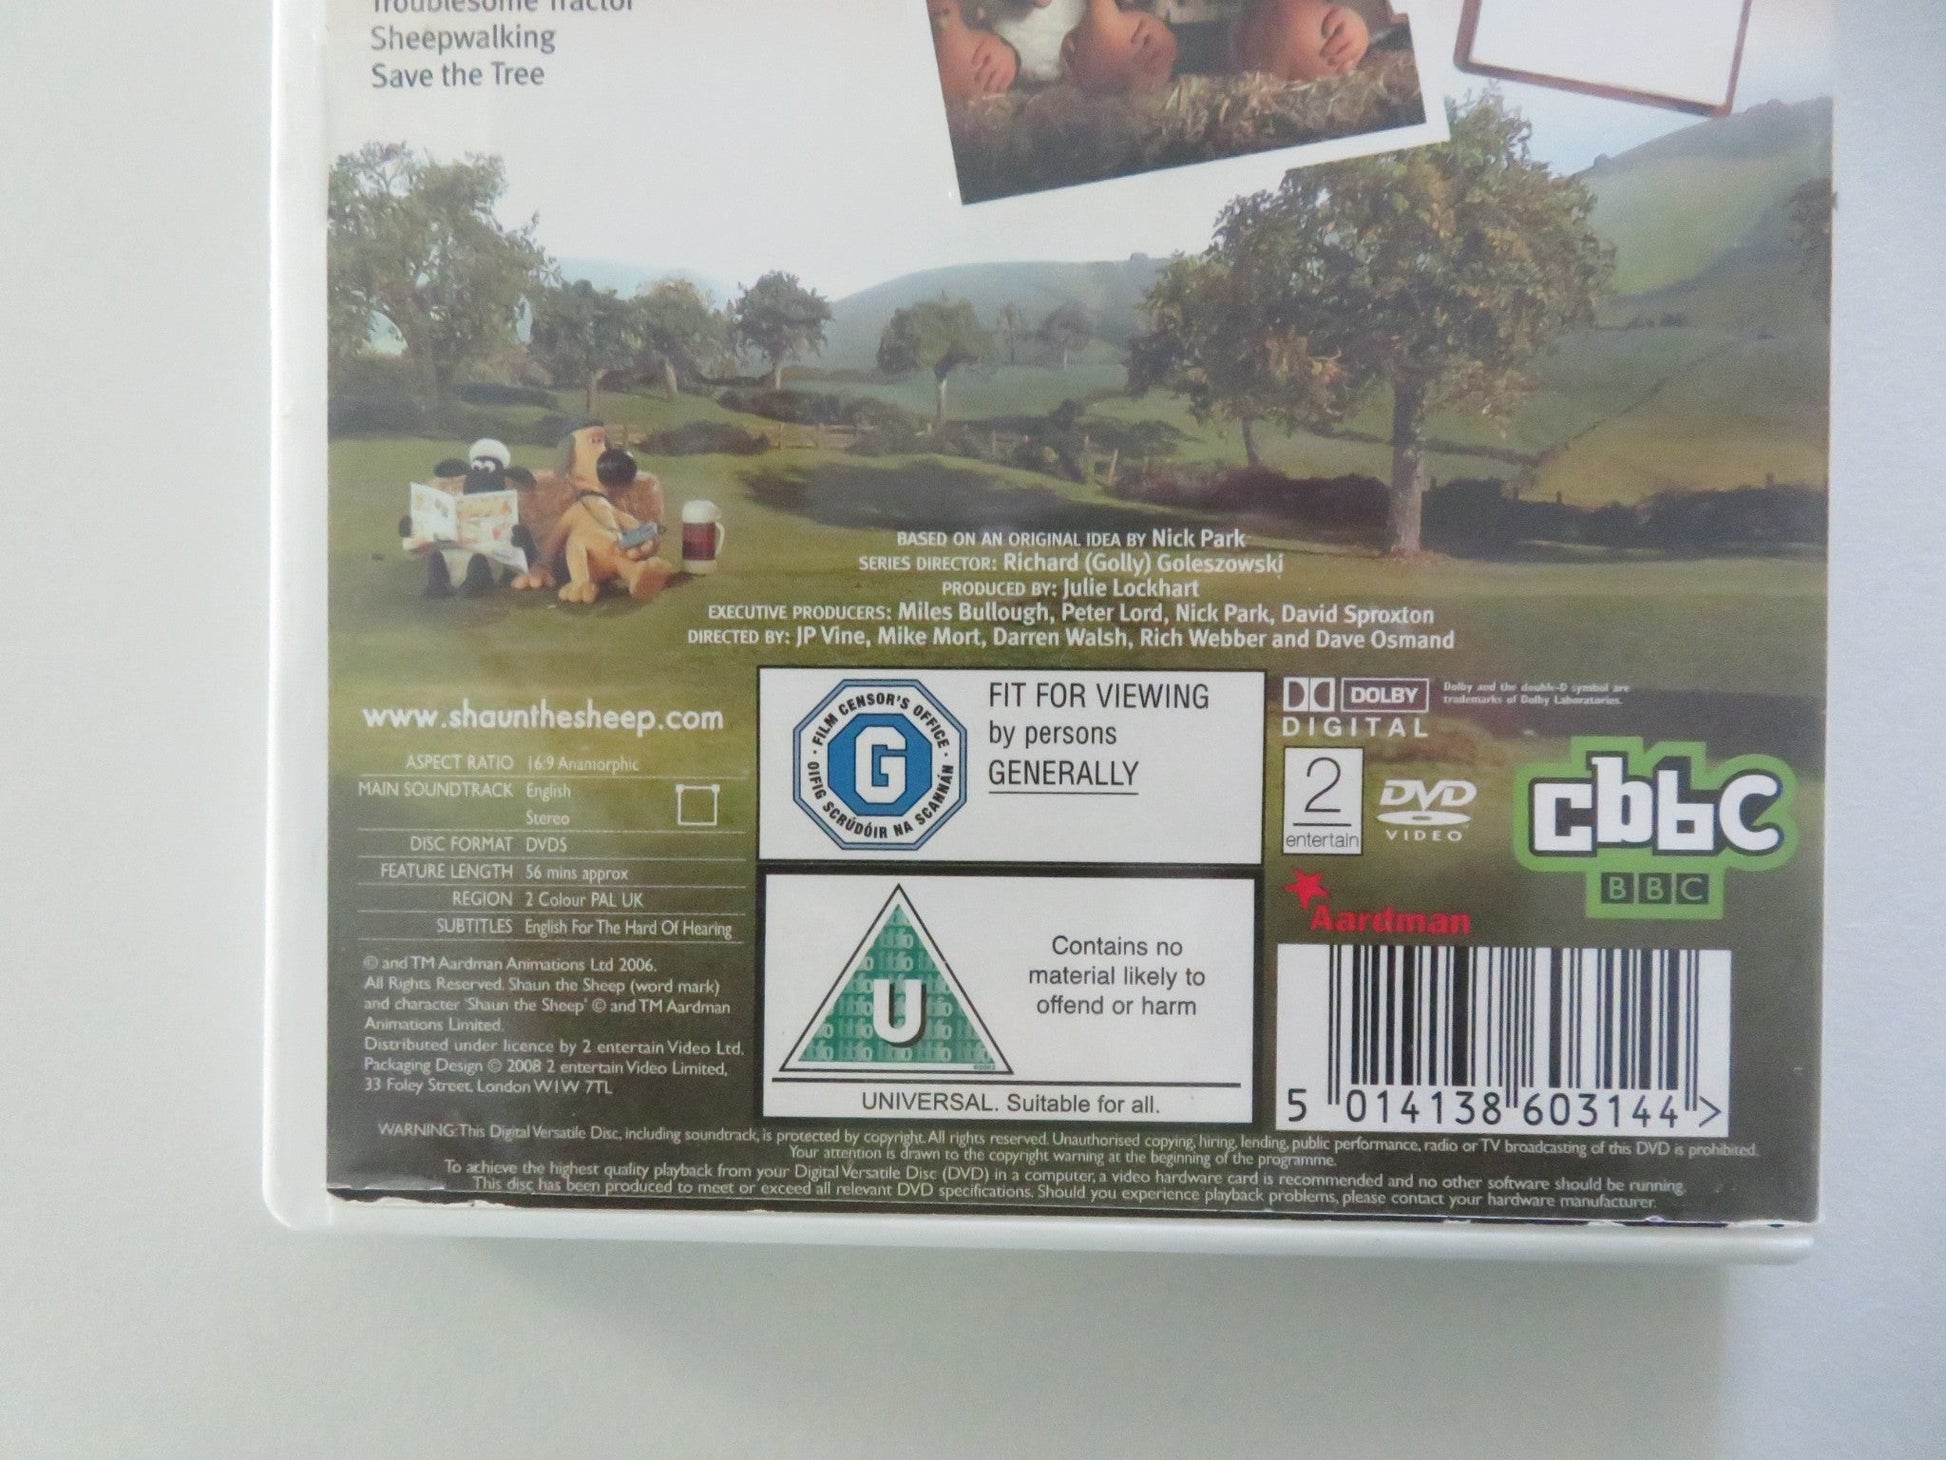 Troublesome Tractor
Sheepwalking
Save the Tree
BASED ON AN ORIGINAL IDEA BY Nick Park
SERIES DIRECTOR: Richard (Golly) Goleszowski
PRODUCED BY: Julie Lockhart
EXECUTIVE PRODUCERS: Miles Bullough, Peter Lord, Nick Park, David Sproxton
DIRECTED BY: JP Vine, Mike Mort, Darren Walsh, Rich Webber and Dave Osmand
www.shaunthesheep.com
ASPECT RATIO 16:9 Anamorphic
MAIN SOUNDTRACK English
Stereo
DISC FORMAT DVD5
FEATURE LENGTH 56 mins approx
REGION 2 Colour PAL UK
SUBTITLES English For The Hard Of Hearing
© and TM Aardman Animations Ltd 2006.
All Rights Reserved. Shaun the Sheep (word mark)
and character 'Shaun the Sheep' © and TM Aardman
Animations Limited.
Distributed under licence by 2 entertain Video Ltd.
Packaging Design © 2008 2 entertain Video Limited,
33 Foley Street, London W1W 7TL
FILM CENSOR'S OFFICE
G
OIFIG SCRÚDÓIR NA SCANNÁN
FIT FOR VIEWING
by persons
GENERALLY
U
Contains no
material likely to
offend or harm
UNIVERSAL. Suitable for all.
DOLBY
DIGITAL
Dolby and the double-D symbol are
trademarks of Dolby Laboratories.
2
entertain
DVD
VIDEO
cbbc
BBC
Aardman
5 014138 603144 >
WARNING: This Digital Versatile Disc, including soundtrack, is protected by copyright. All rights reserved. Unauthorised copying, hiring, lending, public performance, radio or TV broadcasting of this DVD is prohibited.
Your attention is drawn to the copyright warning at the beginning of the programme.
To achieve the highest quality playback from your Digital Versatile Disc (DVD) in a computer, a video hardware card is recommended and no other software should be running.
This disc has been produced to meet or exceed all relevant DVD specifications. Should you experience playback problems, please contact your hardware manufacturer.